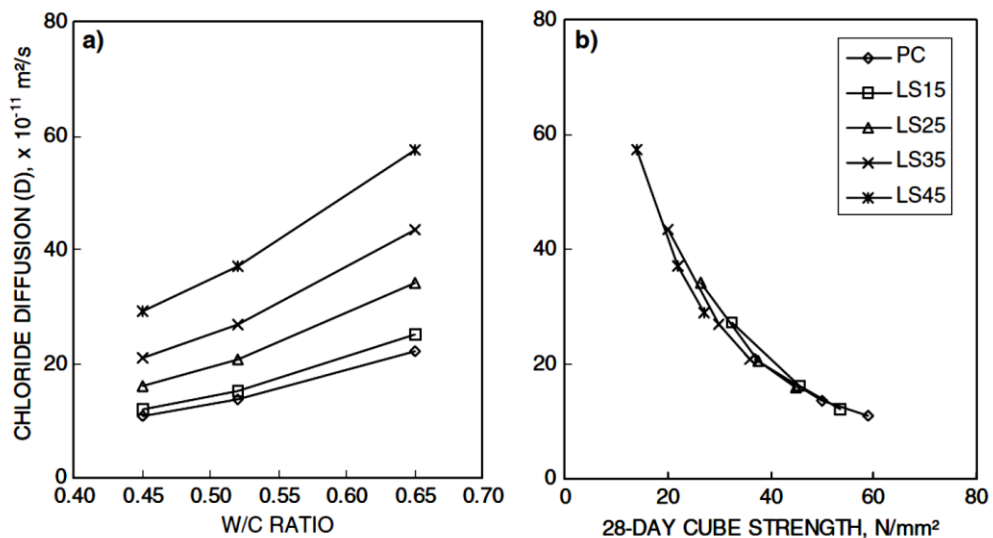 a)
CHLORIDE DIFFUSION (D), x 10⁻¹¹ m²/s
80
60
40
20
0
0.40 0.45 0.50 0.55 0.60 0.65 0.70
W/C RATIO
b)
PC
LS15
LS25
LS35
LS45
80
60
40
20
0
0 20 40 60 80
28-DAY CUBE STRENGTH, N/mm²